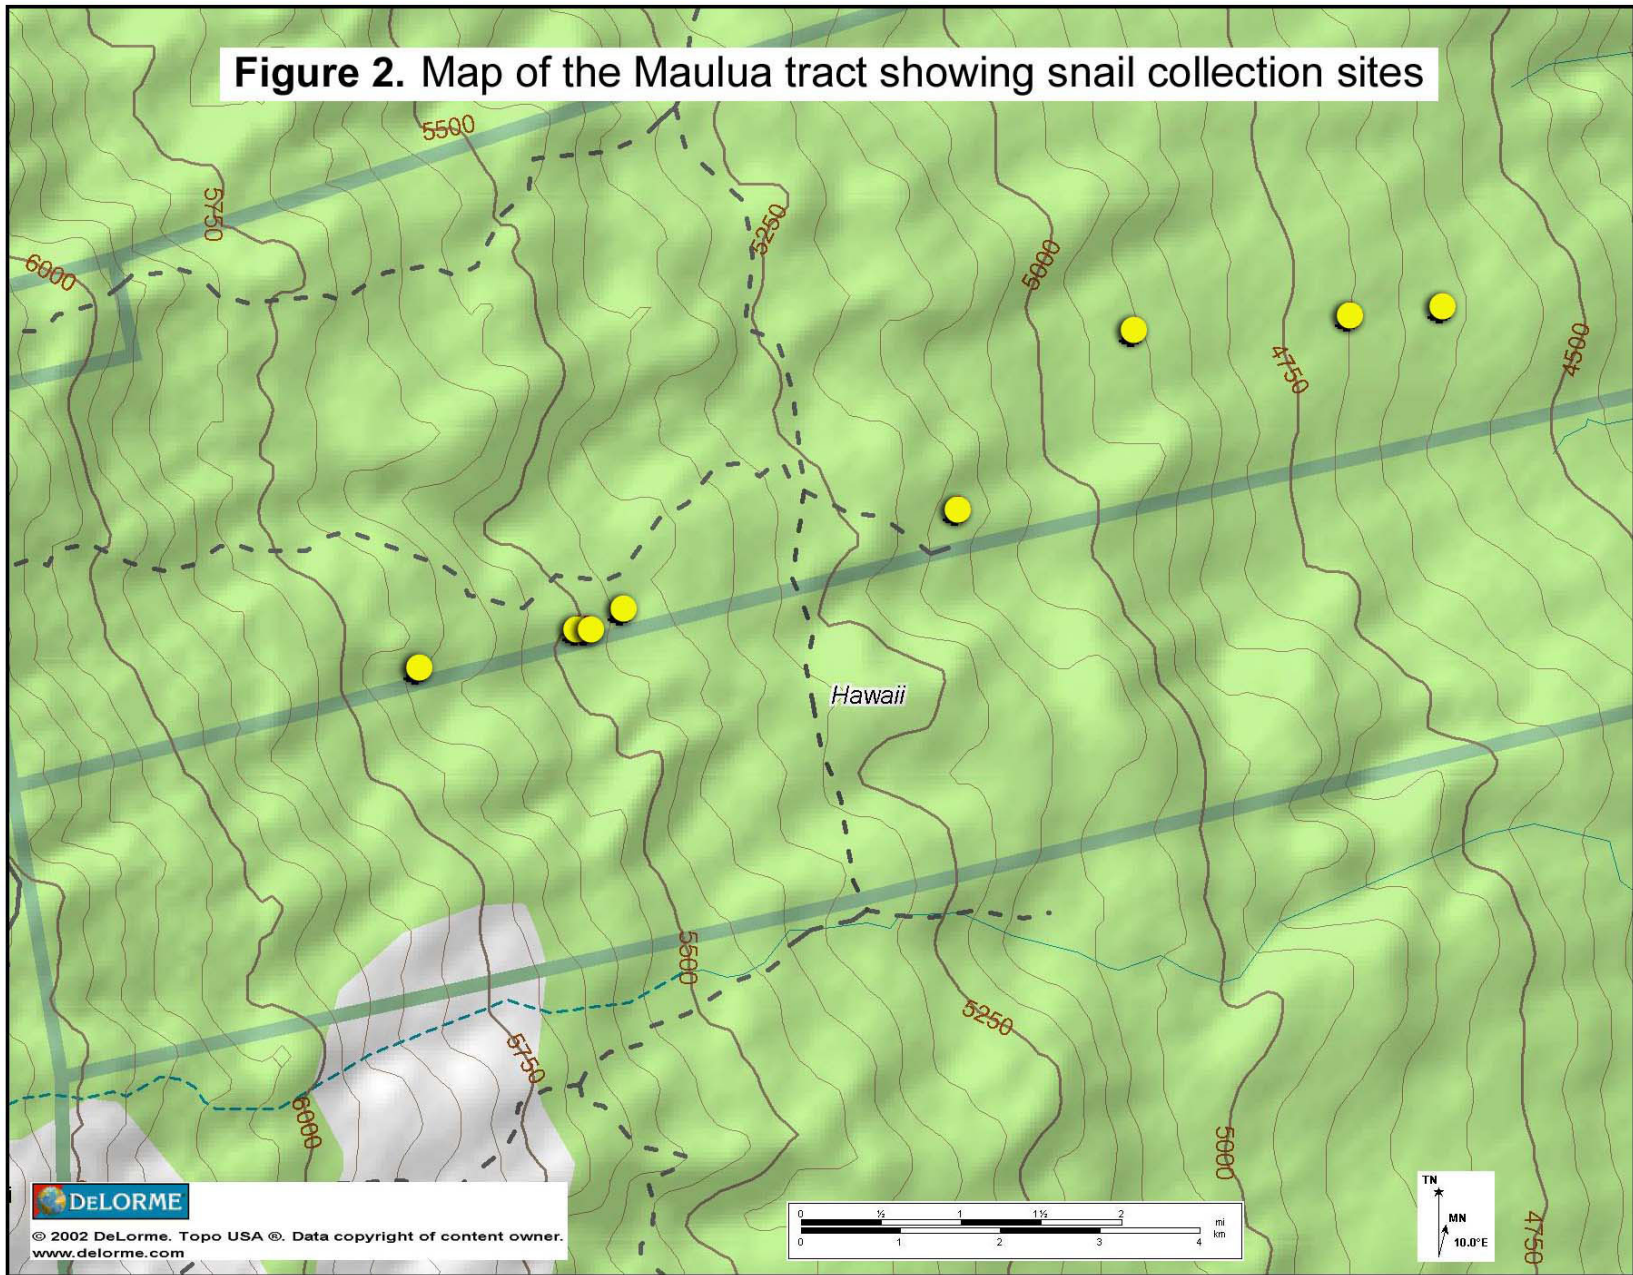 Figure 2. Map of the Maulua tract showing snail collection sites
5500
5750
5250
6000
5000
4750
4500
Hawaii
5500
5250
5750
6000
5000
4750
DELORME
© 2002 DeLorme. Topo USA ®. Data copyright of content owner.
www.delorme.com
0 ½ 1 1½ 2 mi
0 1 2 3 4 km
TN
MN
10.0°E